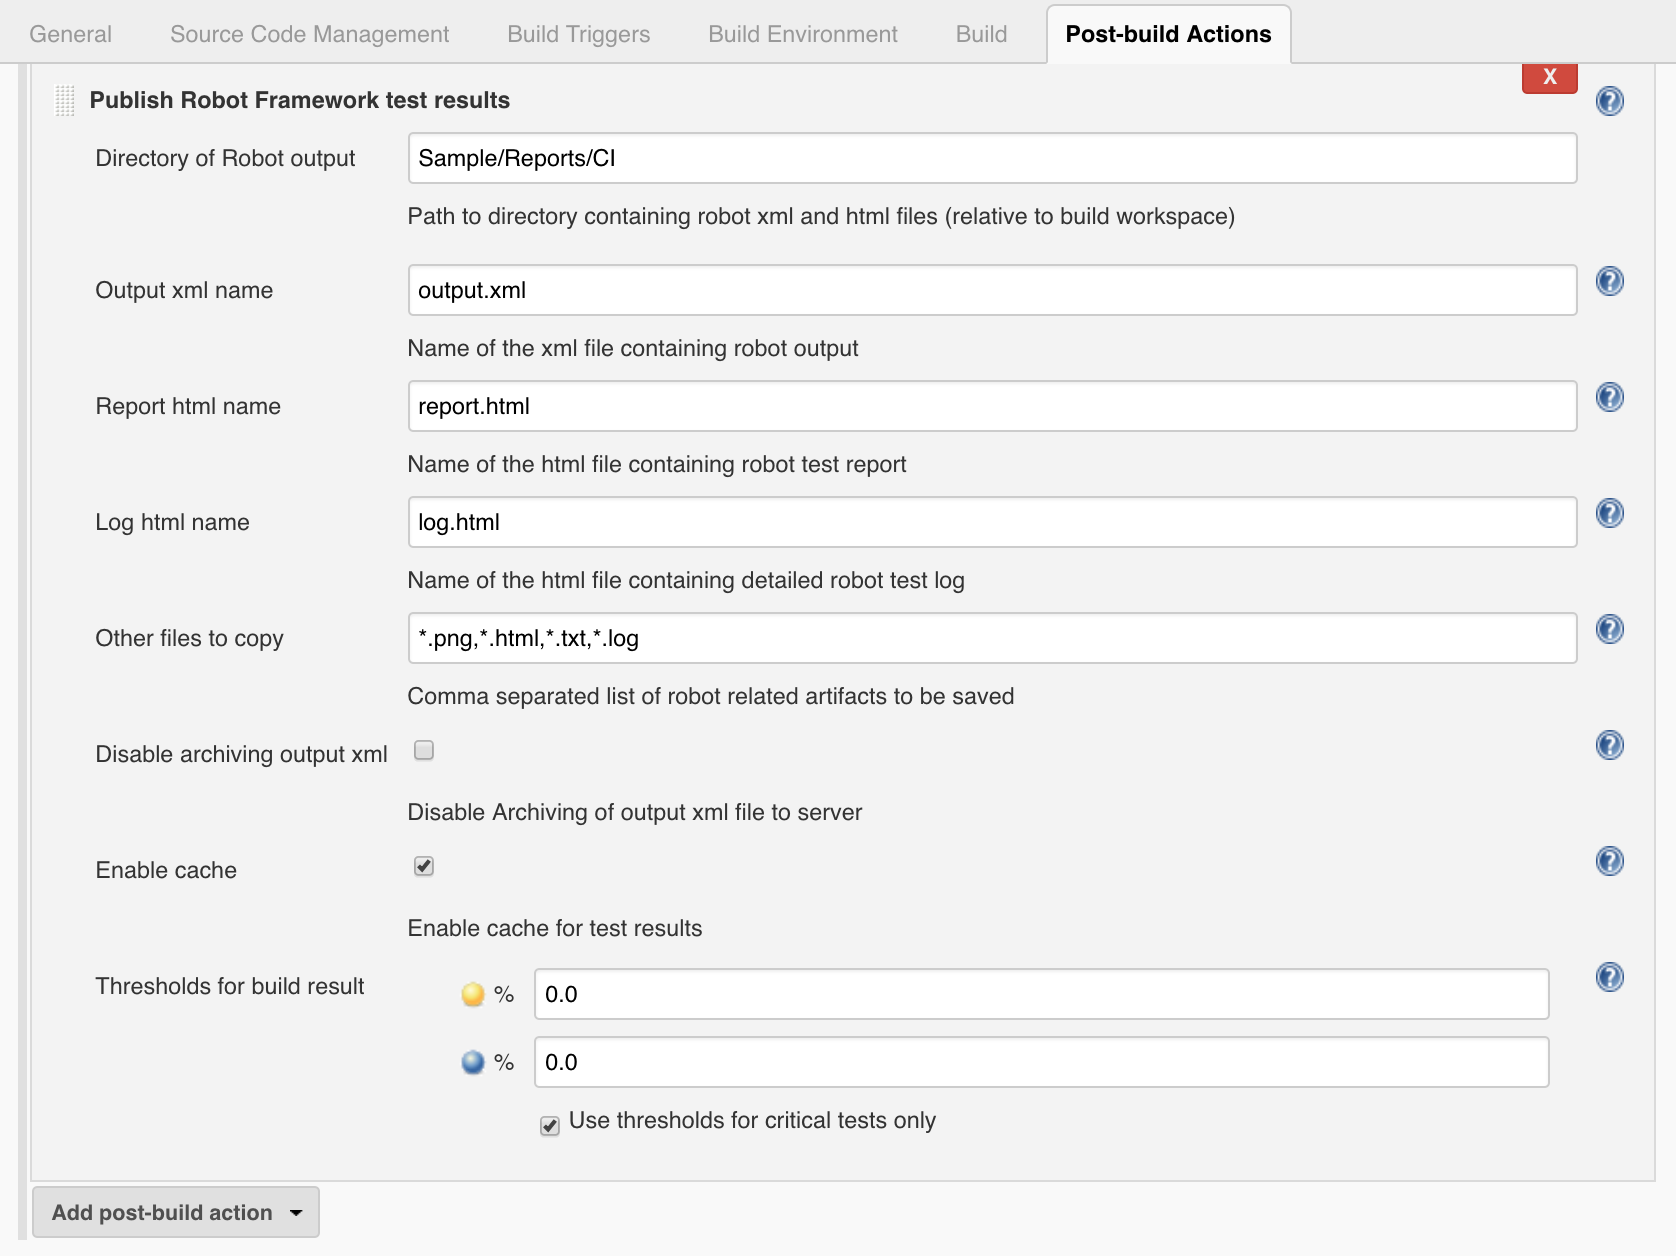 General Source Code Management Build Triggers Build Environment Build Post-build Actions
X
Publish Robot Framework test results
?
Directory of Robot output Sample/Reports/CI
Path to directory containing robot xml and html files (relative to build workspace)
Output xml name output.xml ?
Name of the xml file containing robot output
Report html name report.html ?
Name of the html file containing robot test report
Log html name log.html ?
Name of the html file containing detailed robot test log
Other files to copy *.png,*.html,*.txt,*.log ?
Comma separated list of robot related artifacts to be saved
Disable archiving output xml ?
Disable Archiving of output xml file to server
Enable cache ?
Enable cache for test results
Thresholds for build result % 0.0 ?
% 0.0
Use thresholds for critical tests only
Add post-build action